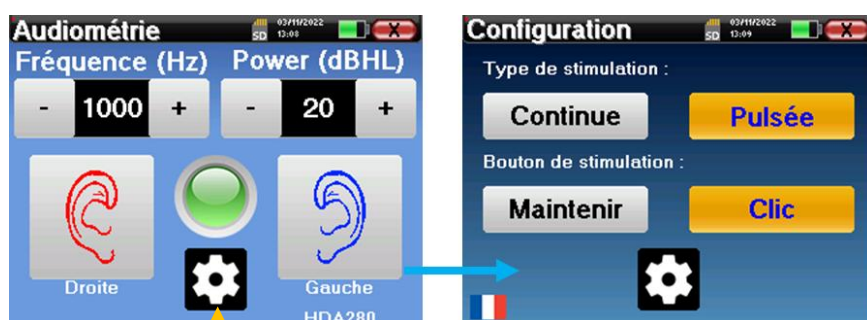 Audiométrie
SD
03/11/2022
13:08
X
Fréquence (Hz)
Power (dBHL)
- 1000 +
- 20 +
Droite
Gauche
HDA280
Configuration
SD
03/11/2022
13:09
X
Type de stimulation :
Continue
Pulsée
Bouton de stimulation :
Maintenir
Clic